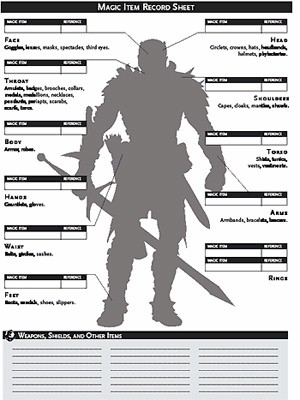 MAGIC ITEM RECORD SHEET
MAGIC ITEM REFERENCE
FACE
Goggles, lenses, masks, spectacles, third eyes.
MAGIC ITEM REFERENCE
THROAT
Amulets, badges, brooches, collars,
medals, medallions, necklaces,
pendants, periapts, scarabs,
scarfs, torcs.
MAGIC ITEM REFERENCE
BODY
Armor, robes.
MAGIC ITEM REFERENCE
HANDS
Gauntlets, gloves.
MAGIC ITEM REFERENCE
WAIST
Belts, girdles, sashes.
MAGIC ITEM REFERENCE
FEET
Boots, sandals, shoes, slippers.
MAGIC ITEM REFERENCE
HEAD
Circlets, crowns, hats, headbands,
helmets, phylacteries.
MAGIC ITEM REFERENCE
SHOULDERS
Capes, cloaks, mantles, shawls.
MAGIC ITEM REFERENCE
TORSO
Shirts, tunics,
vests, vestments.
MAGIC ITEM REFERENCE
ARMS
Armbands, bracelets, bracers.
MAGIC ITEM REFERENCE
MAGIC ITEM REFERENCE
RINGS
WEAPONS, SHIELDS, AND OTHER ITEMS